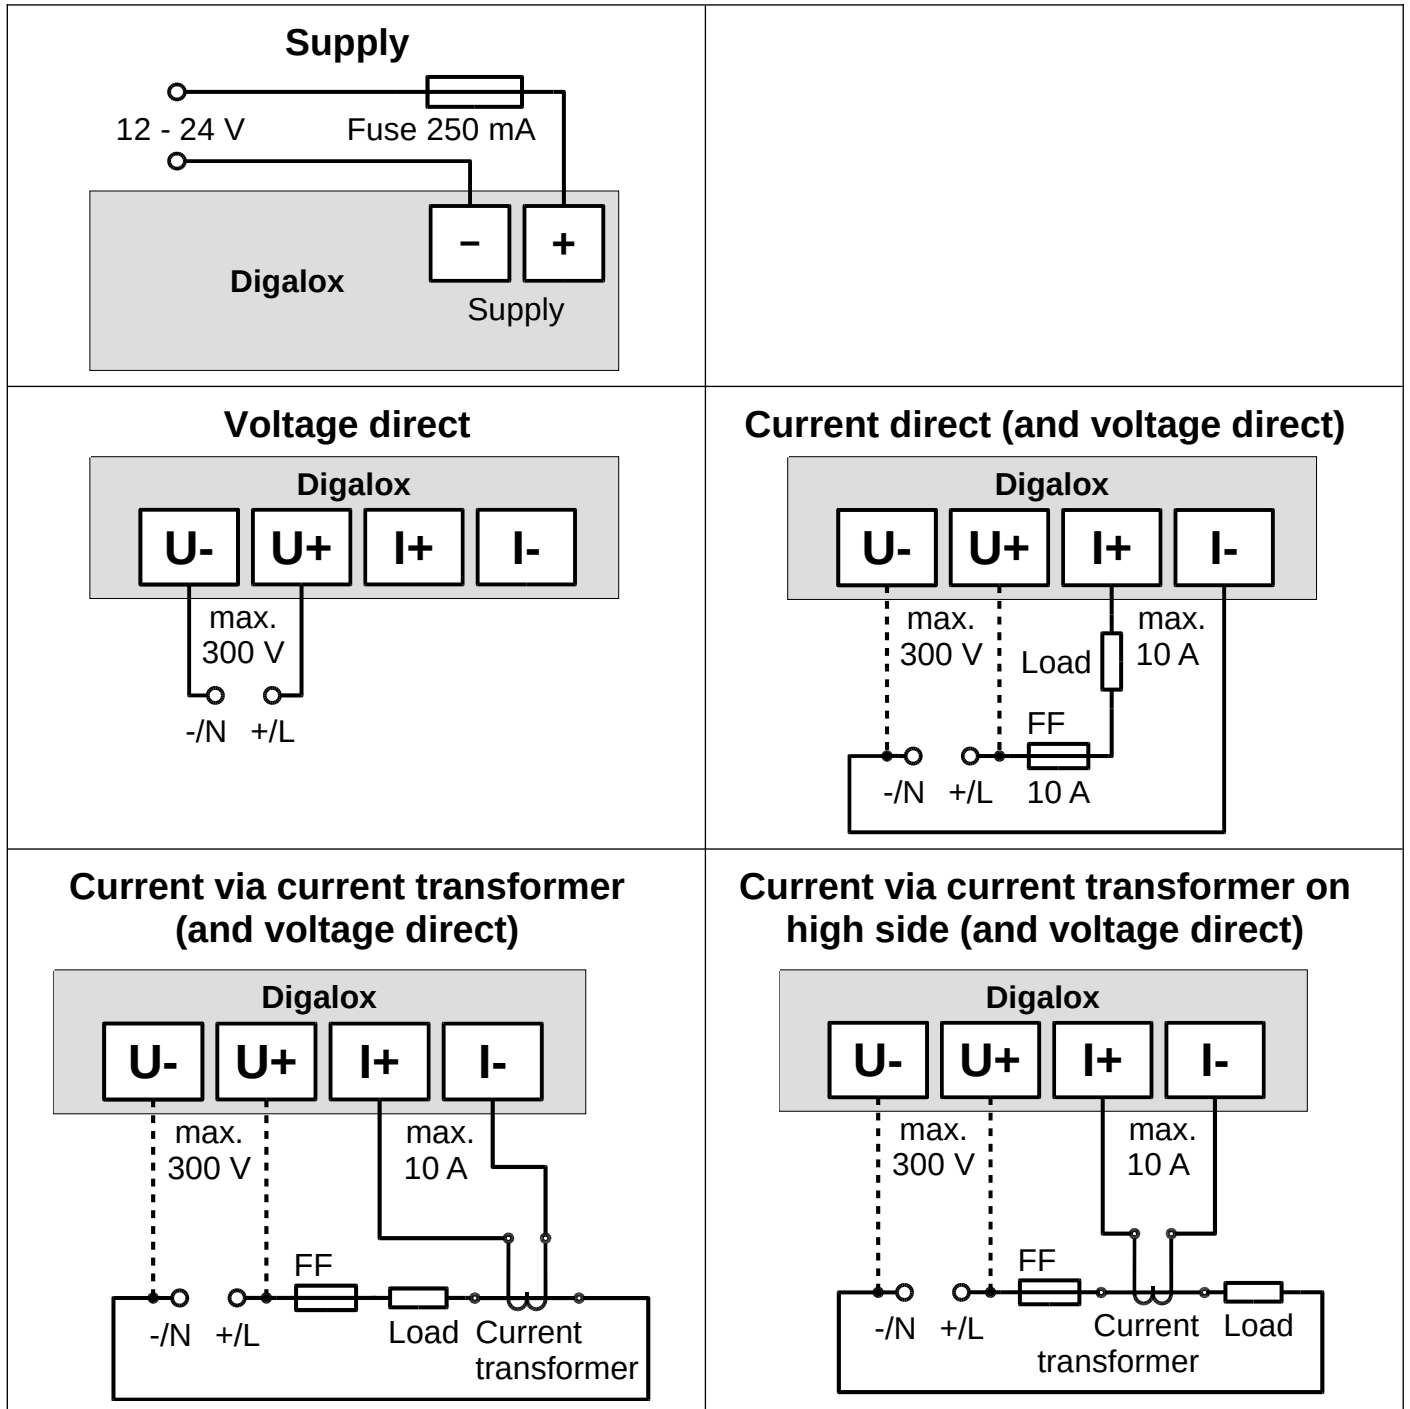 Supply
12 - 24 V
Fuse 250 mA
– +
Digalox
Supply
Voltage direct
Digalox
U- U+ I+ I-
max.
300 V
-/N +/L
Current direct (and voltage direct)
Digalox
U- U+ I+ I-
max.
300 V
max.
10 A
Load
FF
-/N +/L 10 A
Current via current transformer
(and voltage direct)
Digalox
U- U+ I+ I-
max.
300 V
max.
10 A
FF
-/N +/L Load Current
transformer
Current via current transformer on
high side (and voltage direct)
Digalox
U- U+ I+ I-
max.
300 V
max.
10 A
FF
-/N +/L Current
transformer
Load